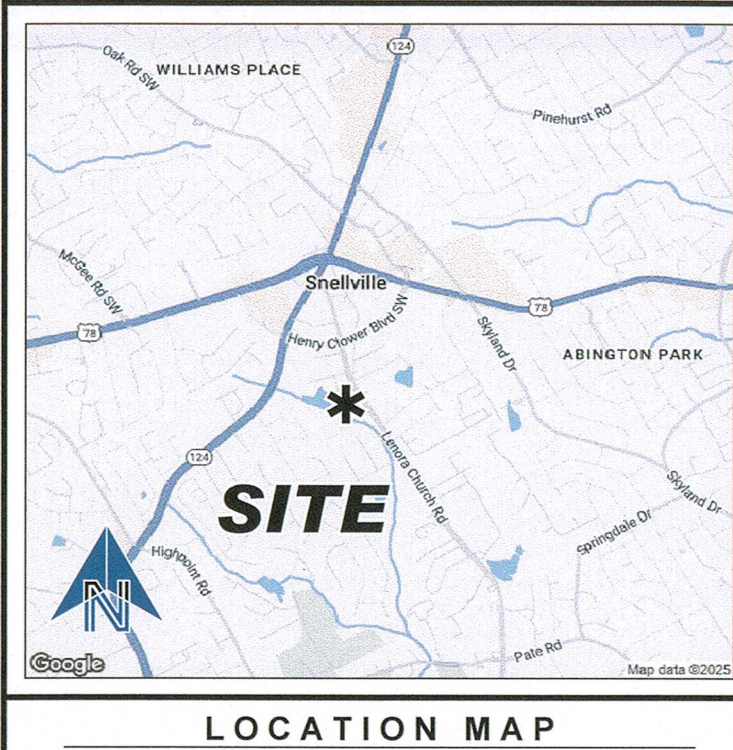 124
Oak Rd SW
WILLIAMS PLACE
Pinehurst Rd
McGee Rd SW
Snellville
78
78
Henry Clower Blvd SW
Skyland Dr
ABINGTON PARK
124
Lenora Church Rd
SITE
Skyland Dr
Springdale Dr
Highpoint Rd
N
Pate Rd
Google
Map data ©2025
LOCATION MAP